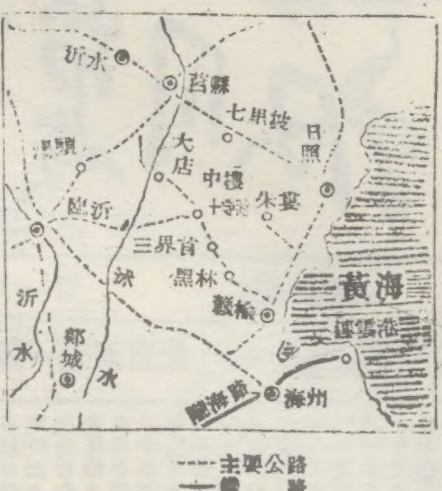 沂水
莒縣
七里坡
日照
大店
中樓
十字路
朱葑
臨沂
三界首
黑林
贛榆
黃海
連雲港
沂水
沭水
郯城
隴海路
海州
主要公路
鐵路